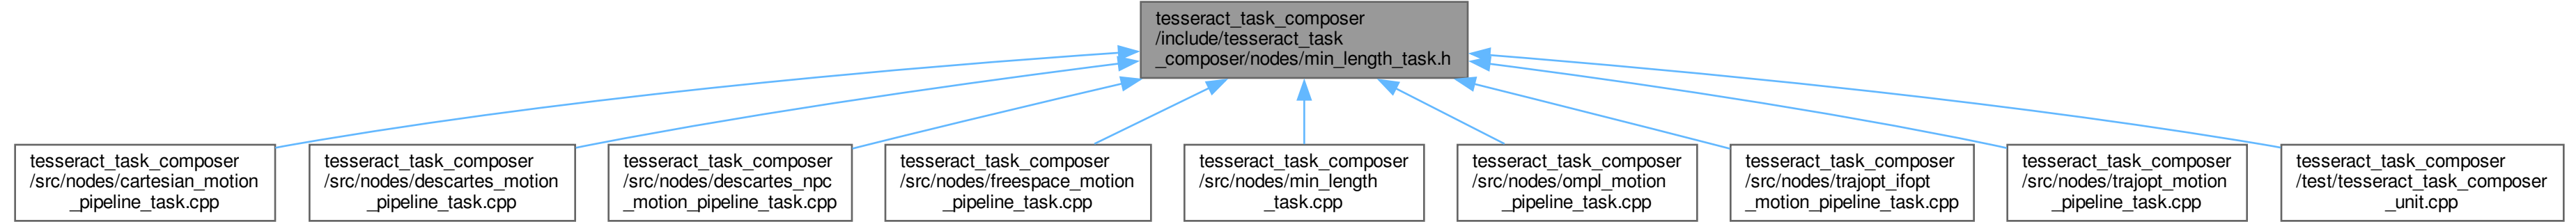 tesseract_task_composer
/include/tesseract_task
_composer/nodes/min_length_task.h
tesseract_task_composer
/src/nodes/cartesian_motion
_pipeline_task.cpp
tesseract_task_composer
/src/nodes/descartes_motion
_pipeline_task.cpp
tesseract_task_composer
/src/nodes/descartes_npc
_motion_pipeline_task.cpp
tesseract_task_composer
/src/nodes/freespace_motion
_pipeline_task.cpp
tesseract_task_composer
/src/nodes/min_length
_task.cpp
tesseract_task_composer
/src/nodes/ompl_motion
_pipeline_task.cpp
tesseract_task_composer
/src/nodes/trajopt_ifopt
_motion_pipeline_task.cpp
tesseract_task_composer
/src/nodes/trajopt_motion
_pipeline_task.cpp
tesseract_task_composer
/test/tesseract_task_composer
_unit.cpp